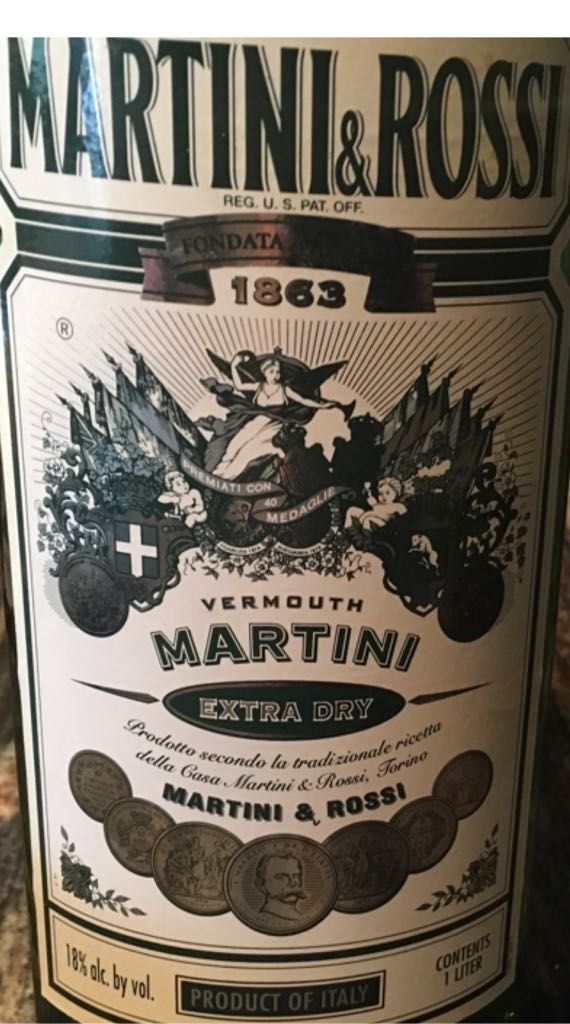 MARTINI & ROSSI
REG. U. S. PAT. OFF.
FONDATA
1863
®
PREMIATI CON
40
MEDAGLIE
VERMOUTH
MARTINI
EXTRA DRY
Prodotto secondo la tradizionale ricetta
della Casa Martini & Rossi, Torino
MARTINI & ROSSI
18% alc. by vol.
CONTENTS
1 LITER
PRODUCT OF ITALY